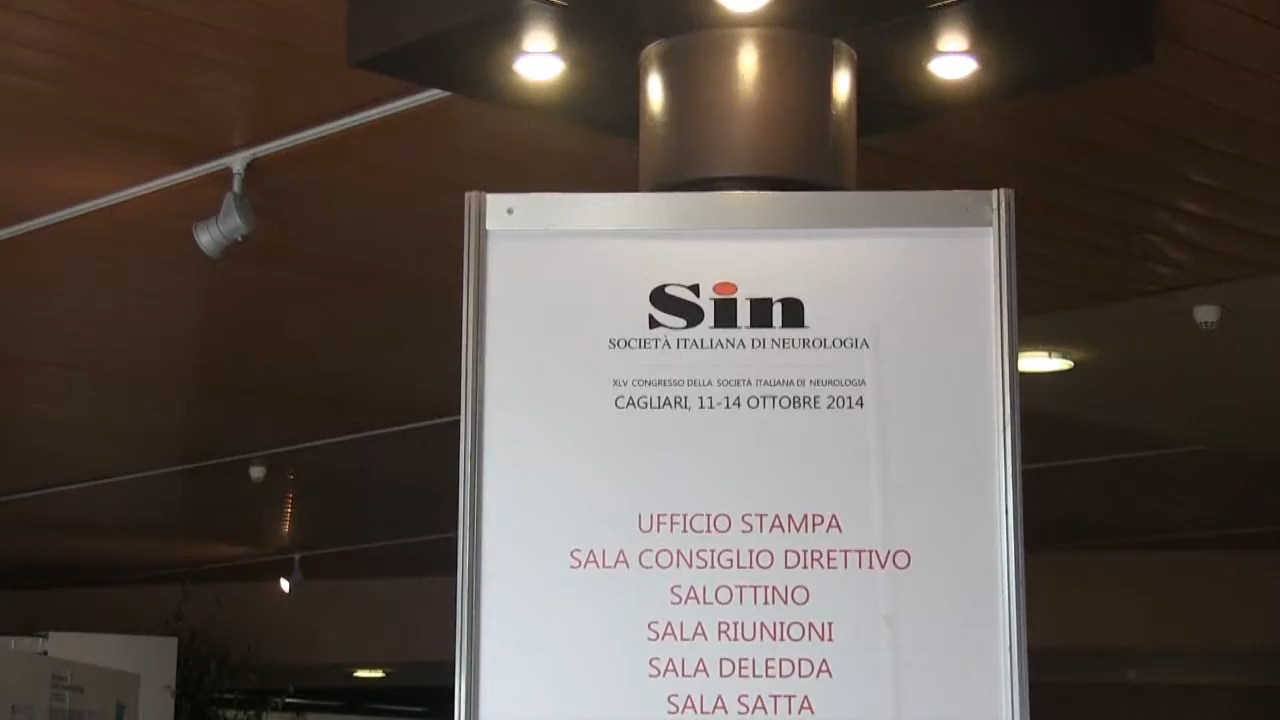 Sin
SOCIETÀ ITALIANA DI NEUROLOGIA
XLV CONGRESSO DELLA SOCIETÀ ITALIANA DI NEUROLOGIA
CAGLIARI, 11-14 OTTOBRE 2014
UFFICIO STAMPA
SALA CONSIGLIO DIRETTIVO
SALOTTINO
SALA RIUNIONI
SALA DELEDDA
SALA SATTA